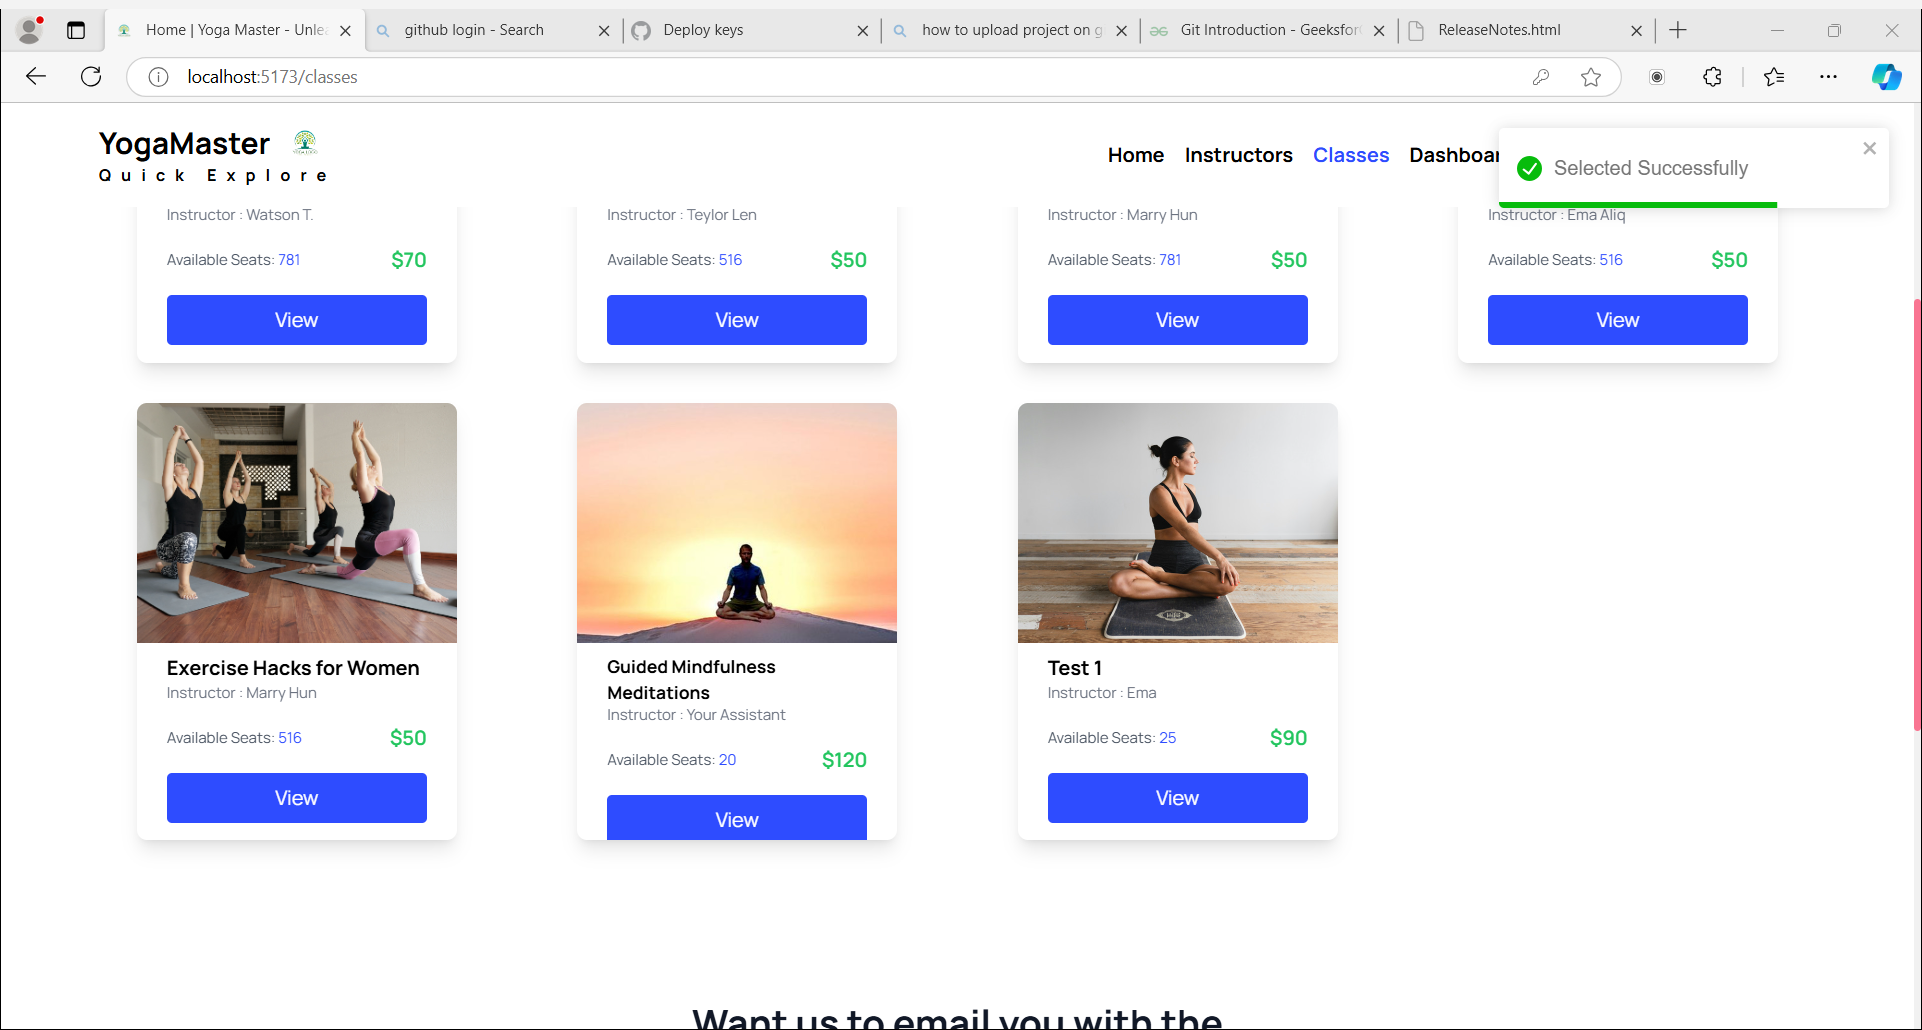 Home | Yoga Master - Unlea
github login - Search
Deploy keys
how to upload project on g
Git Introduction - Geeksfor
ReleaseNotes.html
localhost:5173/classes
YogaMaster
Quick Explore
Home
Instructors
Classes
Dashboar
Selected Successfully
Instructor : Watson T.
Instructor : Teylor Len
Instructor : Marry Hun
Instructor : Ema Aliq
Available Seats: 781 $70
Available Seats: 516 $50
Available Seats: 781 $50
Available Seats: 516 $50
View
View
View
View
Exercise Hacks for Women
Instructor : Marry Hun
Available Seats: 516 $50
View
Guided Mindfulness
Meditations
Instructor : Your Assistant
Available Seats: 20 $120
View
Test 1
Instructor : Ema
Available Seats: 25 $90
View
Want us to email you with the